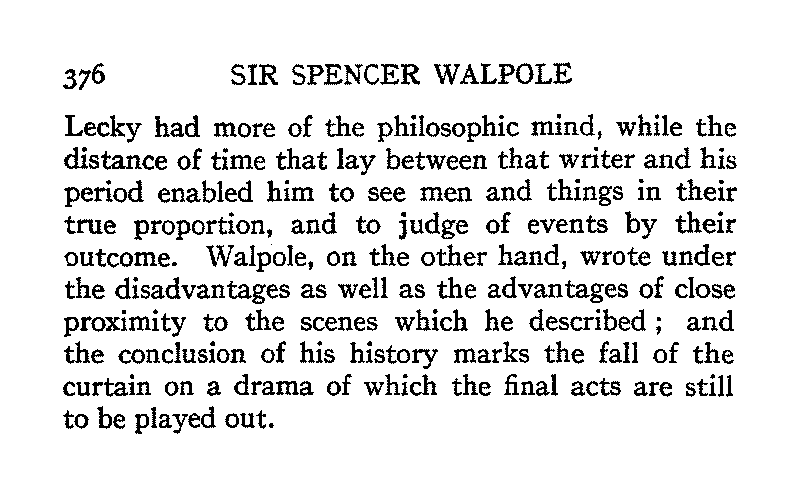 376 SIR SPENCER WALPOLE
Lecky had more of the philosophic mind, while the
distance of time that lay between that writer and his
period enabled him to see men and things in their
true proportion, and to judge of events by their
outcome. Walpole, on the other hand, wrote under
the disadvantages as well as the advantages of close
proximity to the scenes which he described ; and
the conclusion of his history marks the fall of the
curtain on a drama of which the final acts are still
to be played out.